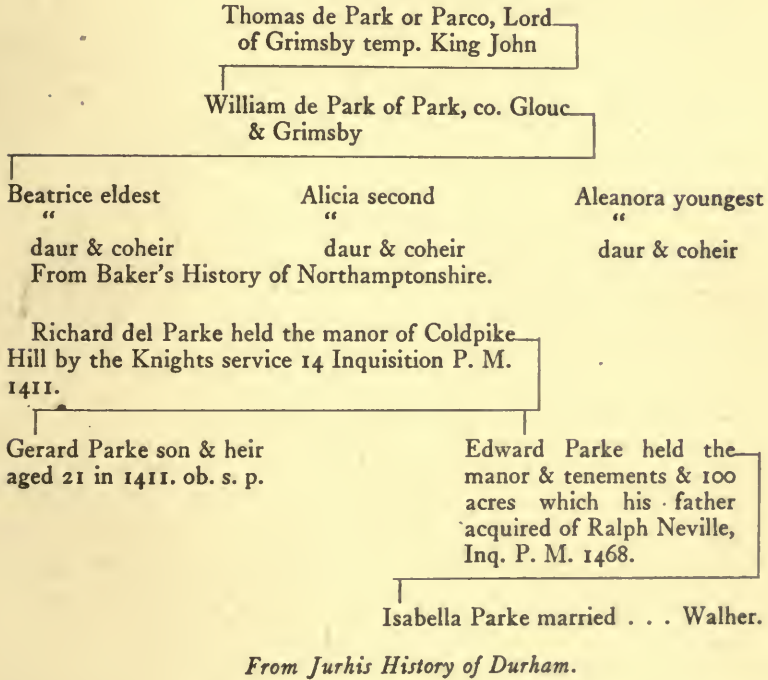 Thomas de Park or Parco, Lord
of Grimsby temp. King John
William de Park of Park, co. Glouc
& Grimsby
Beatrice eldest
"
daur & coheir
Alicia second
"
daur & coheir
Aleanora youngest
"
daur & coheir
From Baker's History of Northamptonshire.
Richard del Parke held the manor of Coldpike
Hill by the Knights service 14 Inquisition P. M.
1411.
Gerard Parke son & heir
aged 21 in 1411. ob. s. p.
Edward Parke held the
manor & tenements & 100
acres which his father
acquired of Ralph Neville,
Inq. P. M. 1468.
Isabella Parke married . . . Walher.
From Jurhis History of Durham.